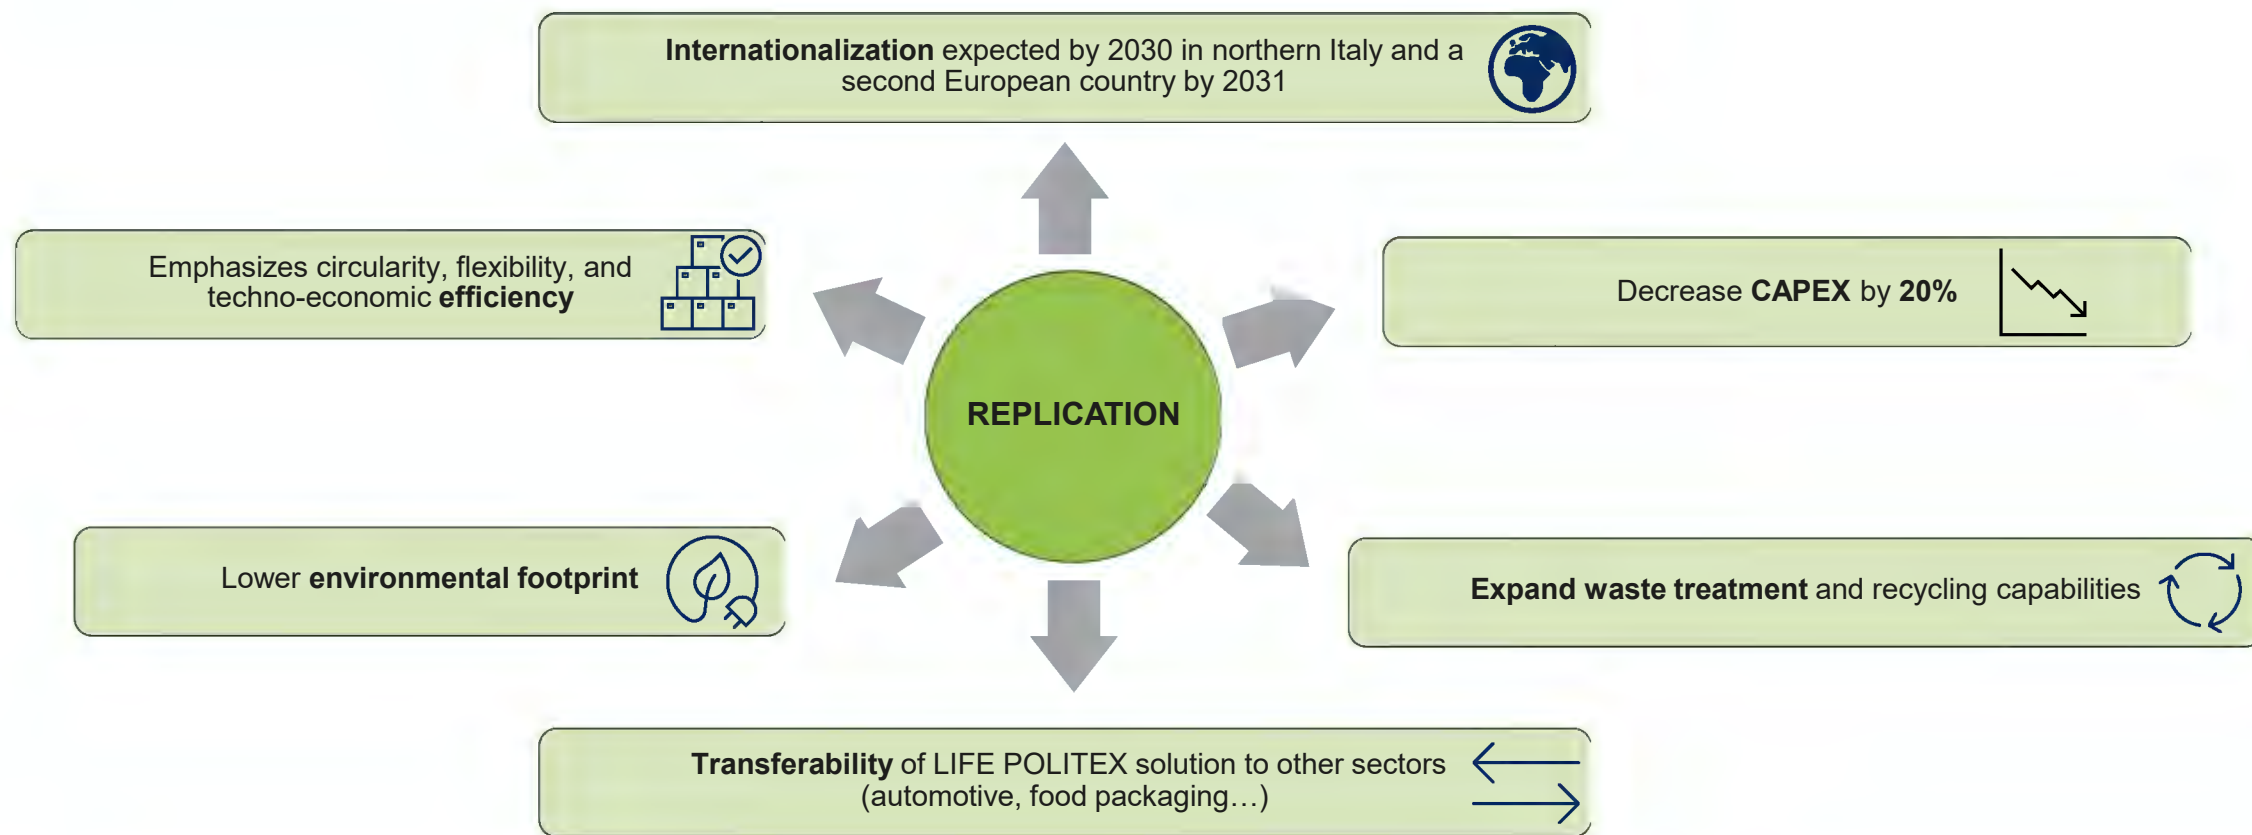 Internationalization expected by 2030 in northern Italy and a
second European country by 2031
Emphasizes circularity, flexibility, and
techno-economic efficiency
Decrease CAPEX by 20%
REPLICATION
Lower environmental footprint
Expand waste treatment and recycling capabilities
Transferability of LIFE POLITEX solution to other sectors
(automotive, food packaging…)